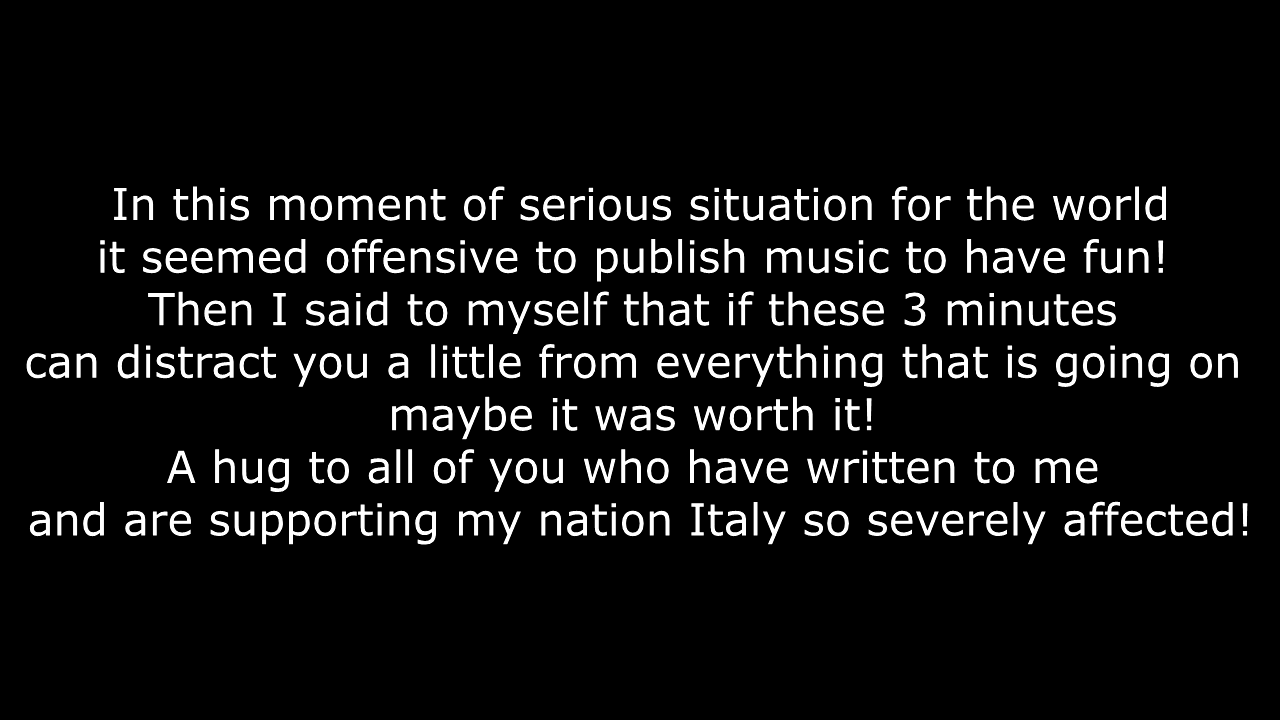 In this moment of serious situation for the world
it seemed offensive to publish music to have fun!
Then I said to myself that if these 3 minutes
can distract you a little from everything that is going on
maybe it was worth it!
A hug to all of you who have written to me
and are supporting my nation Italy so severely affected!